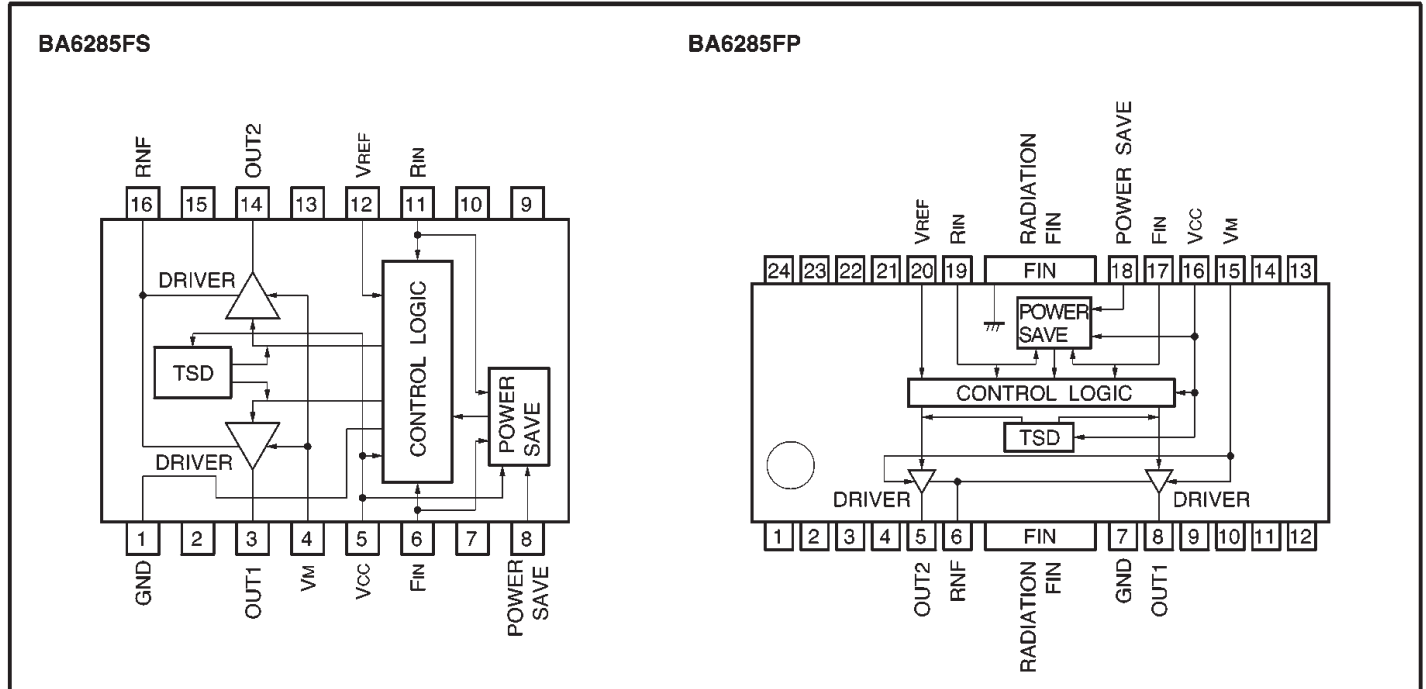 BA6285FS
RNF
OUT2
VREF
RIN
16 15 14 13 12 11 10 9
DRIVER
TSD
CONTROL LOGIC
POWER
SAVE
DRIVER
1 2 3 4 5 6 7 8
GND
OUT1
VM
VCC
FIN
POWER
SAVE
BA6285FP
VREF
RIN
RADIATION
FIN
POWER SAVE
FIN
VCC
VM
24 23 22 21 20 19 FIN 18 17 16 15 14 13
POWER
SAVE
CONTROL LOGIC
TSD
DRIVER
DRIVER
1 2 3 4 5 6 FIN 7 8 9 10 11 12
OUT2
RNF
RADIATION
FIN
GND
OUT1